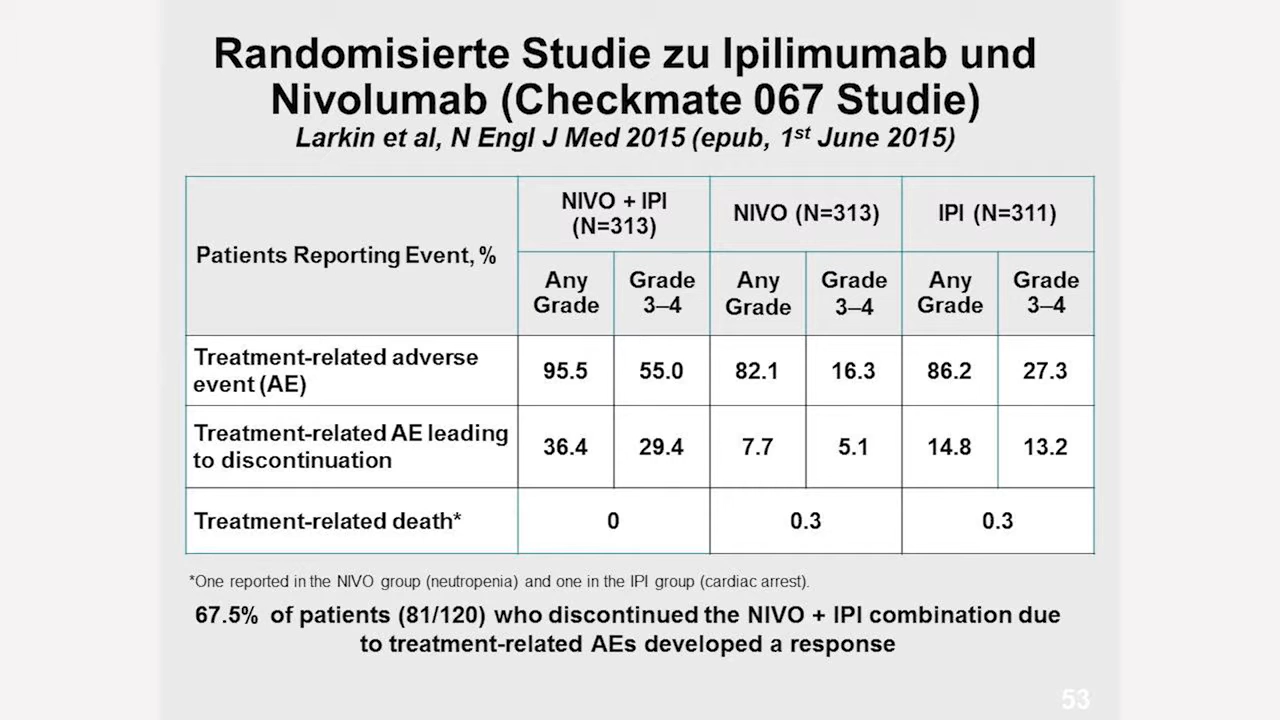 Randomisierte Studie zu Ipilimumab und
Nivolumab (Checkmate 067 Studie)
Larkin et al, N Engl J Med 2015 (epub, 1st June 2015)
Patients Reporting Event, %
NIVO + IPI
(N=313)
NIVO (N=313)
IPI (N=311)
Any
Grade
Grade
3–4
Any
Grade
Grade
3–4
Any
Grade
Grade
3–4
Treatment-related adverse
event (AE)
95.5
55.0
82.1
16.3
86.2
27.3
Treatment-related AE leading
to discontinuation
36.4
29.4
7.7
5.1
14.8
13.2
Treatment-related death*
0
0.3
0.3
*One reported in the NIVO group (neutropenia) and one in the IPI group (cardiac arrest).
67.5% of patients (81/120) who discontinued the NIVO + IPI combination due
to treatment-related AEs developed a response
53